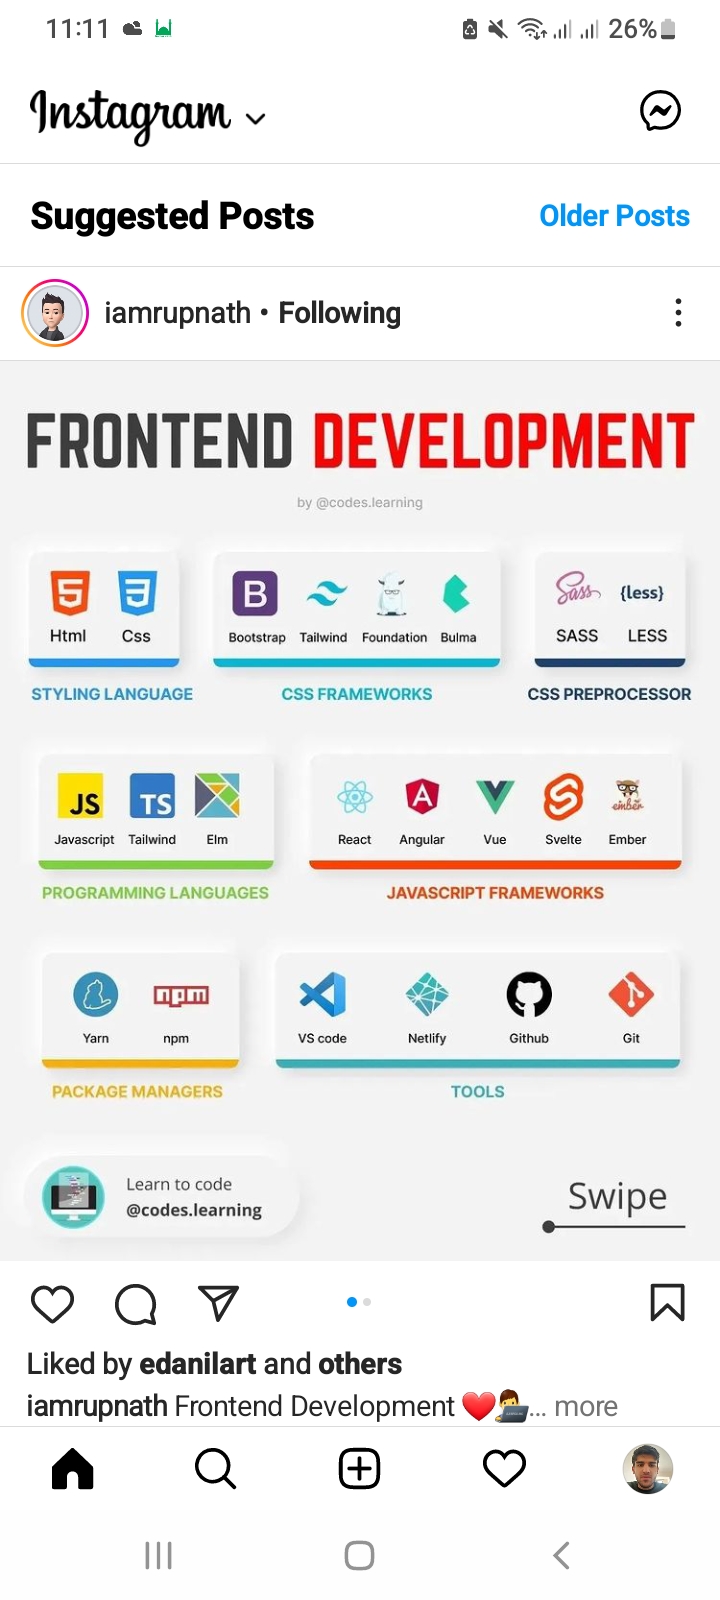 11:11
26%
Instagram
Suggested Posts
Older Posts
iamrupnath • Following
FRONTEND DEVELOPMENT
by @codes.learning
Html Css
Bootstrap Tailwind Foundation Bulma
Sass {less}
SASS LESS
STYLING LANGUAGE
CSS FRAMEWORKS
CSS PREPROCESSOR
JS TS
Javascript Tailwind Elm
ember
React Angular Vue Svelte Ember
PROGRAMMING LANGUAGES
JAVASCRIPT FRAMEWORKS
npm
Yarn npm
VS code Netlify Github Git
PACKAGE MANAGERS
TOOLS
Learn to code
@codes.learning
Swipe
Liked by edanilart and others
iamrupnath Frontend Development ❤️👨‍💻... more